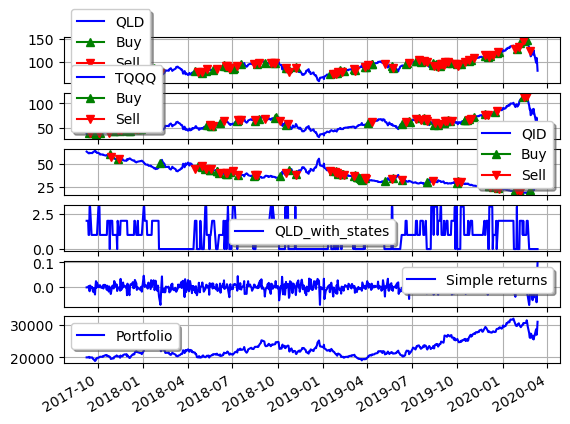 QLD
Buy
Sell
150
100
TQQQ
Buy
Sell
100
50
QID
Buy
Sell
50
25
2.5
0.0
QLD_with_states
0.1
0.0
Simple returns
30000
20000
Portfolio
2017-10
2018-01
2018-04
2018-07
2018-10
2019-01
2019-04
2019-07
2019-10
2020-01
2020-04